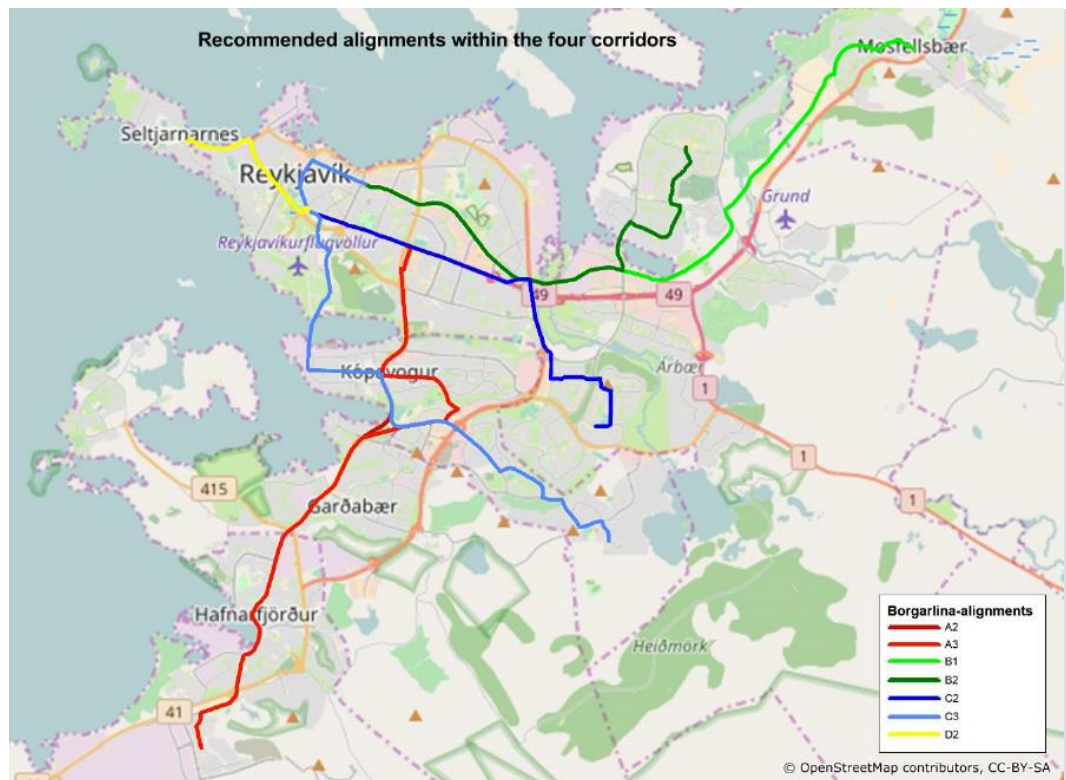 Recommended alignments within the four corridors
Mosfellsbær
Seltjarnarnes
Reykjavík
Grund
Reykjavíkurflugvöllur
49
49
Kópavogur
Árbær
1
1
1
415
Garðabær
Hafnarfjörður
Heiðmörk
41
Borgarlina-alignments
A2
A3
B1
B2
C2
C3
D2
© OpenStreetMap contributors, CC-BY-SA